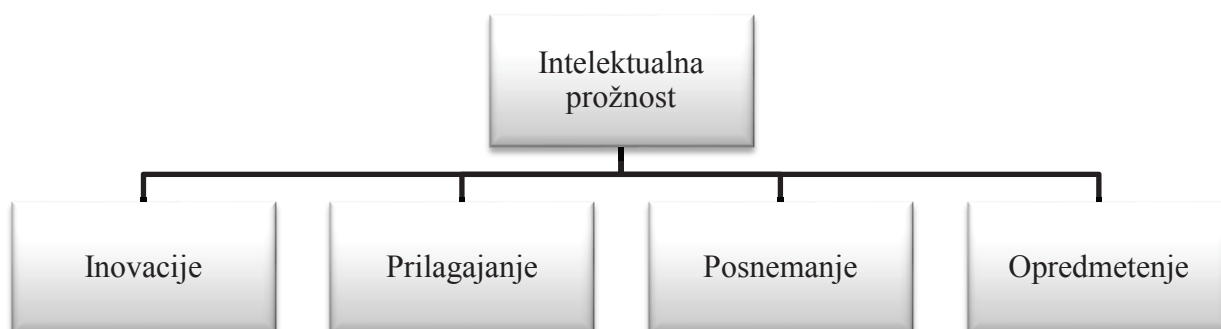 Intelektualna
prožnost
Inovacije
Prilagajanje
Posnemanje
Opredmetenje